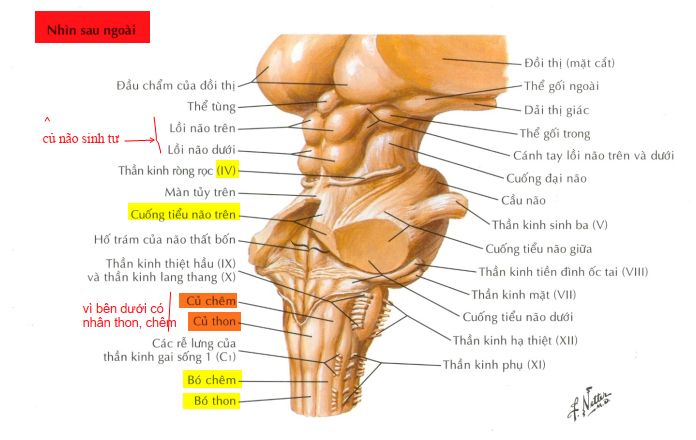 Nhìn sau ngoài
Đầu chẩm của đồi thị
Thể tùng
Lồi não trên
củ não sinh tư
Lồi não dưới
Thần kinh ròng rọc (IV)
Màn tủy trên
Cuống tiểu não trên
Hố trám của não thất bốn
Thần kinh thiệt hầu (IX)
và thần kinh lang thang (X)
Củ chêm
vì bên dưới có
nhân thon, chêm
Củ thon
Các rễ lưng của
thần kinh gai sống 1 (C₁)
Bó chêm
Bó thon
Đồi thị (mặt cắt)
Thể gối ngoài
Dải thị giác
Thể gối trong
Cánh tay lồi não trên và dưới
Cuống đại não
Cầu não
Thần kinh sinh ba (V)
Cuống tiểu não giữa
Thần kinh tiền đình ốc tai (VIII)
Thần kinh mặt (VII)
Cuống tiểu não dưới
Thần kinh hạ thiệt (XII)
Thần kinh phụ (XI)
F. Netter
M.D.